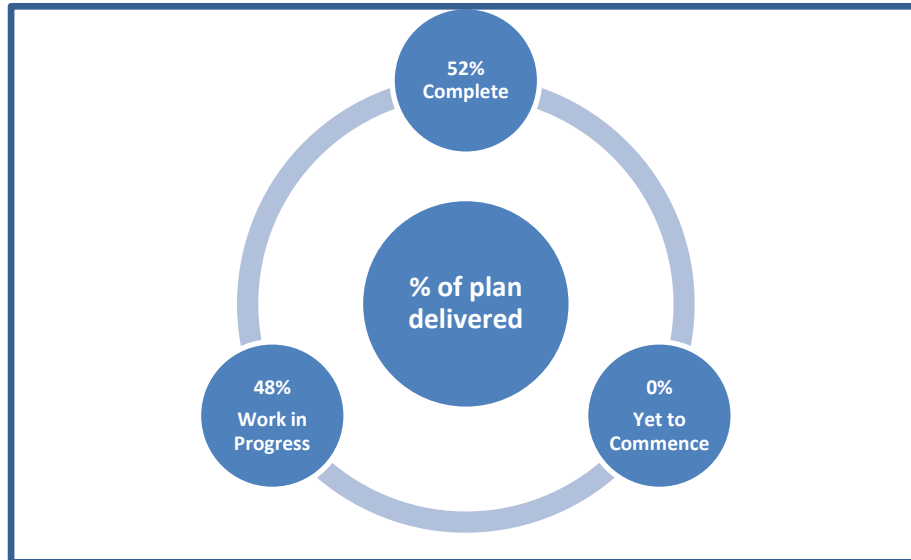 52%
Complete
% of plan
delivered
48%
Work in
Progress
0%
Yet to
Commence